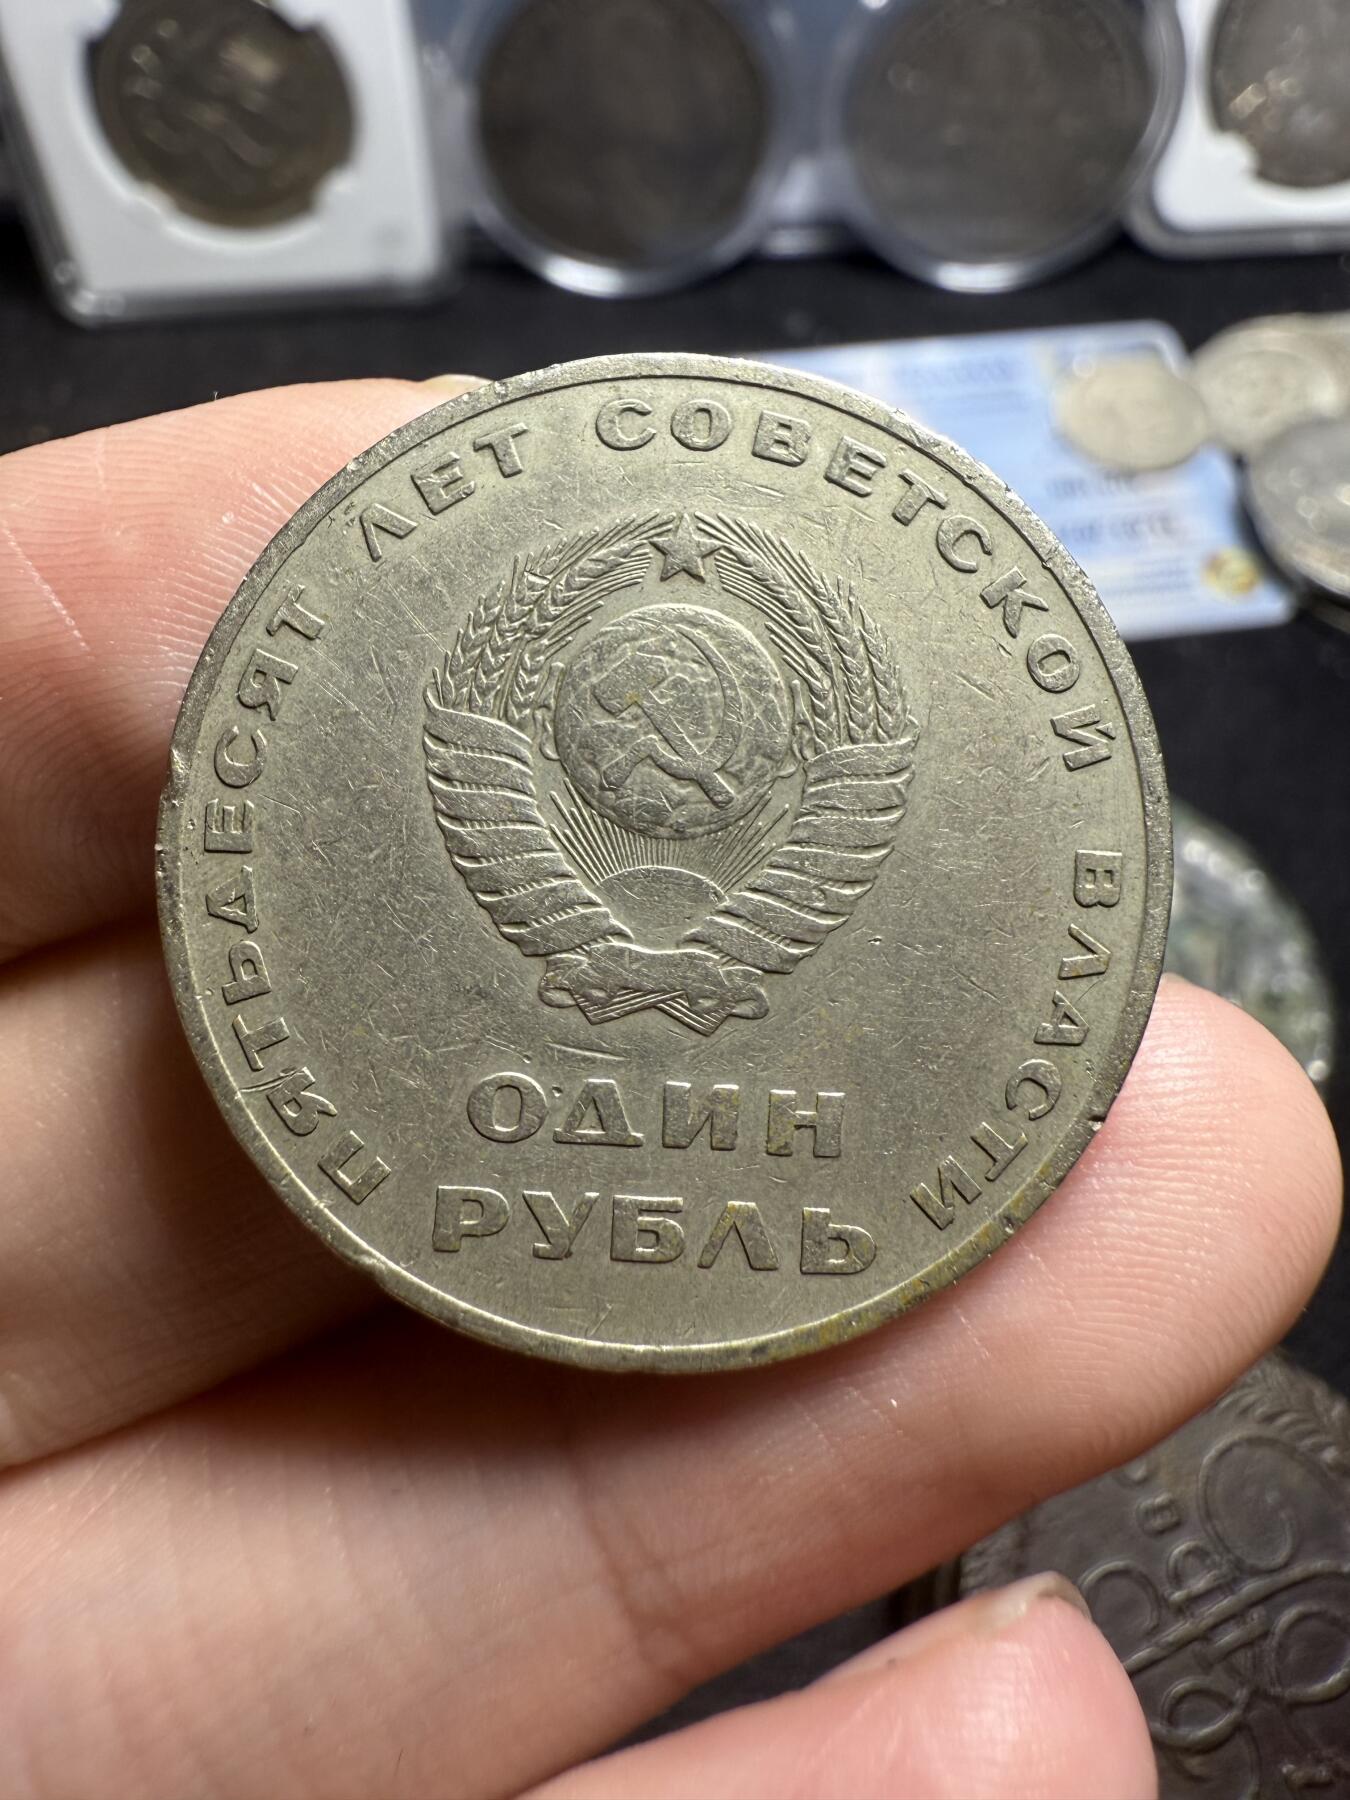 ПЯТЬДЕСЯТ ЛЕТ СОВЕТСКОЙ ВЛАСТИ
ОДИН
РУБЛЬ